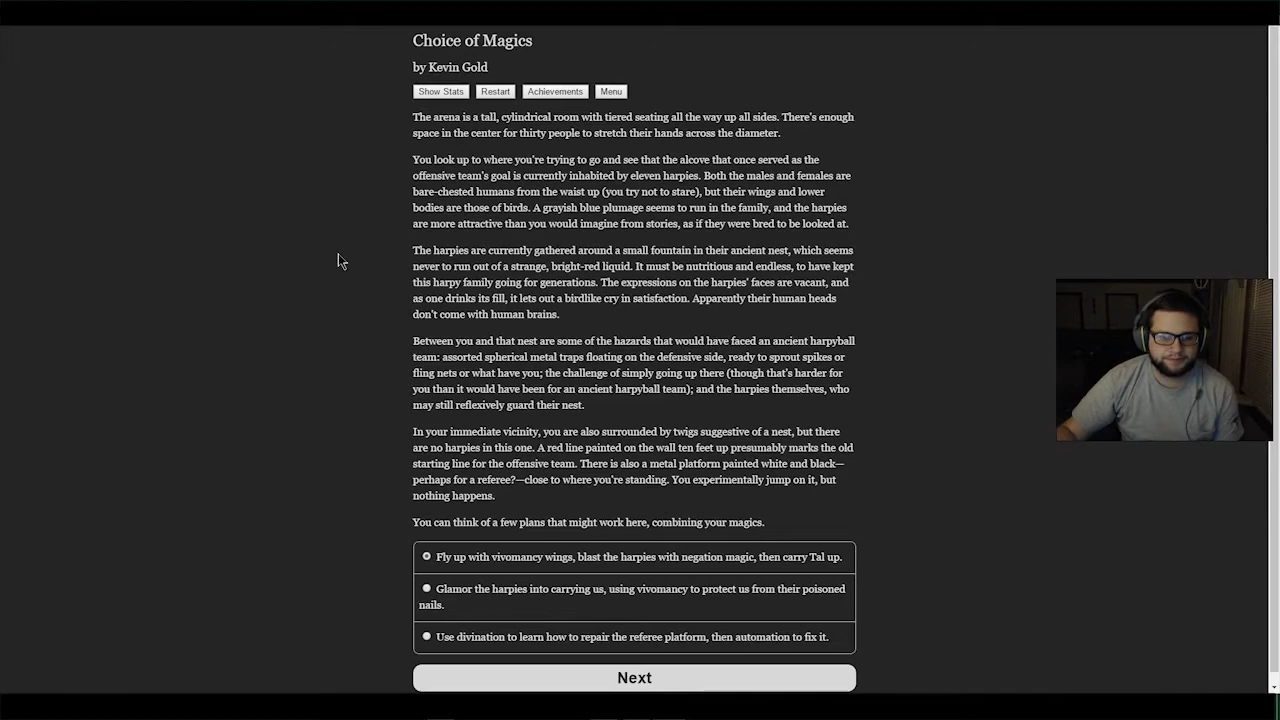 Choice of Magics
by Kevin Gold
Show Stats Restart Achievements Menu
The arena is a tall, cylindrical room with tiered seating all the way up all sides. There's enough
space in the center for thirty people to stretch their hands across the diameter.
You look up to where you're trying to go and see that the alcove that once served as the
offensive team's goal is currently inhabited by eleven harpies. Both the males and females are
bare-chested humans from the waist up (you try not to stare), but their wings and lower
bodies are those of birds. A grayish blue plumage seems to run in the family, and the harpies
are more attractive than you would imagine from stories, as if they were bred to be looked at.
The harpies are currently gathered around a small fountain in their ancient nest, which seems
never to run out of a strange, bright-red liquid. It must be nutritious and endless, to have kept
this harpy family going for generations. The expressions on the harpies' faces are vacant, and
as one drinks its fill, it lets out a birdlike cry in satisfaction. Apparently their human heads
don't come with human brains.
Between you and that nest are some of the hazards that would have faced an ancient harpyball
team: assorted spherical metal traps floating on the defensive side, ready to sprout spikes or
fling nets or what have you; the challenge of simply going up there (though that's harder for
you than it would have been for an ancient harpyball team); and the harpies themselves, who
may still reflexively guard their nest.
In your immediate vicinity, you are also surrounded by twigs suggestive of a nest, but there
are no harpies in this one. A red line painted on the wall ten feet up presumably marks the old
starting line for the offensive team. There is also a metal platform painted white and black—
perhaps for a referee?—close to where you're standing. You experimentally jump on it, but
nothing happens.
You can think of a few plans that might work here, combining your magics.
Fly up with vivomancy wings, blast the harpies with negation magic, then carry Tal up.
Glamor the harpies into carrying us, using vivomancy to protect us from their poisoned
nails.
Use divination to learn how to repair the referee platform, then automation to fix it.
Next